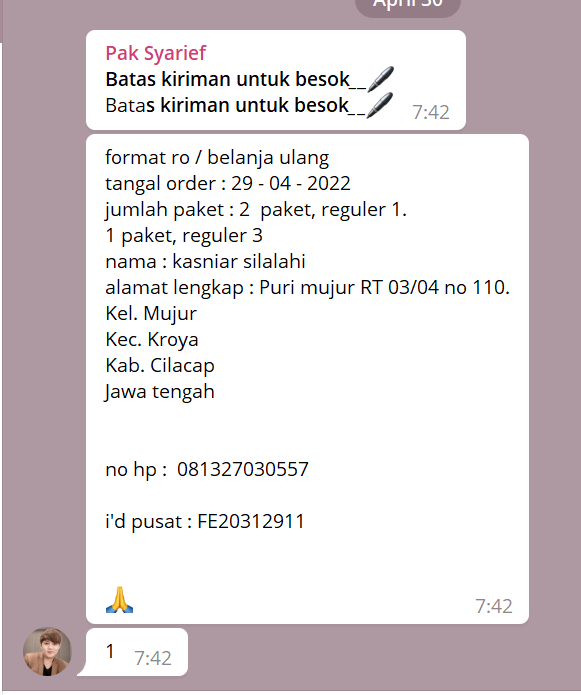 April 30
Pak Syarief
Batas kiriman untuk besok__🖊
Batas kiriman untuk besok__🖊
7:42
format ro / belanja ulang
tangal order : 29 - 04 - 2022
jumlah paket : 2  paket, reguler 1.
1 paket, reguler 3
nama : kasniar silalahi
alamat lengkap : Puri mujur RT 03/04 no 110.
Kel. Mujur
Kec. Kroya
Kab. Cilacap
Jawa tengah
no hp :  081327030557
i'd pusat : FE20312911
🙏 7:42
1 7:42